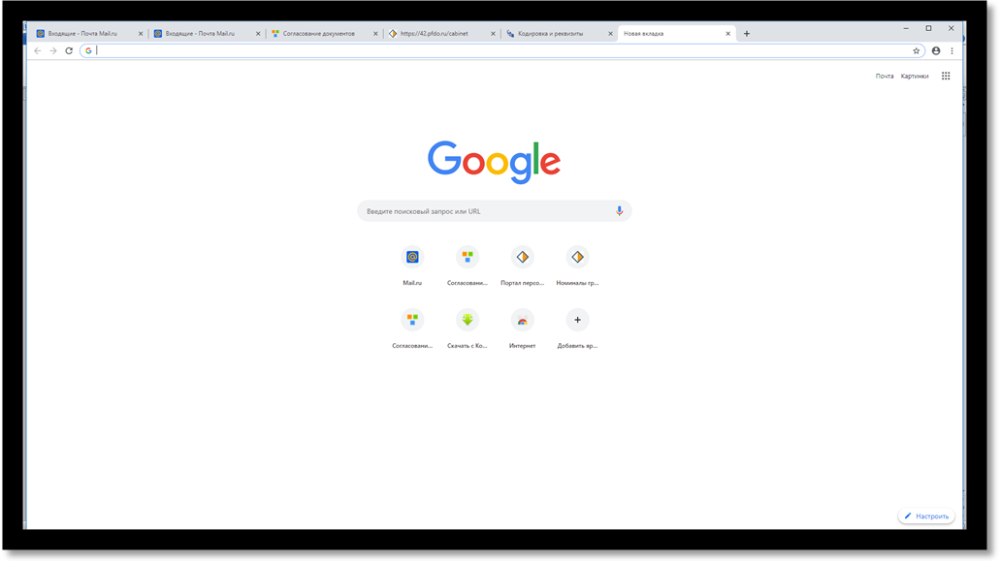 Входящие - Почта Mail.ru
Входящие - Почта Mail.ru
Согласование документов
https://42.pfdo.ru/cabinet
Кодировка и реквизиты
Новая вкладка
Почта
Картинки
Google
Введите поисковый запрос или URL
Mail.ru
Согласовани...
Портал персо...
Номиналы гр...
Согласовани...
Скачать с Ко...
Интернет
Добавить яр...
Настроить